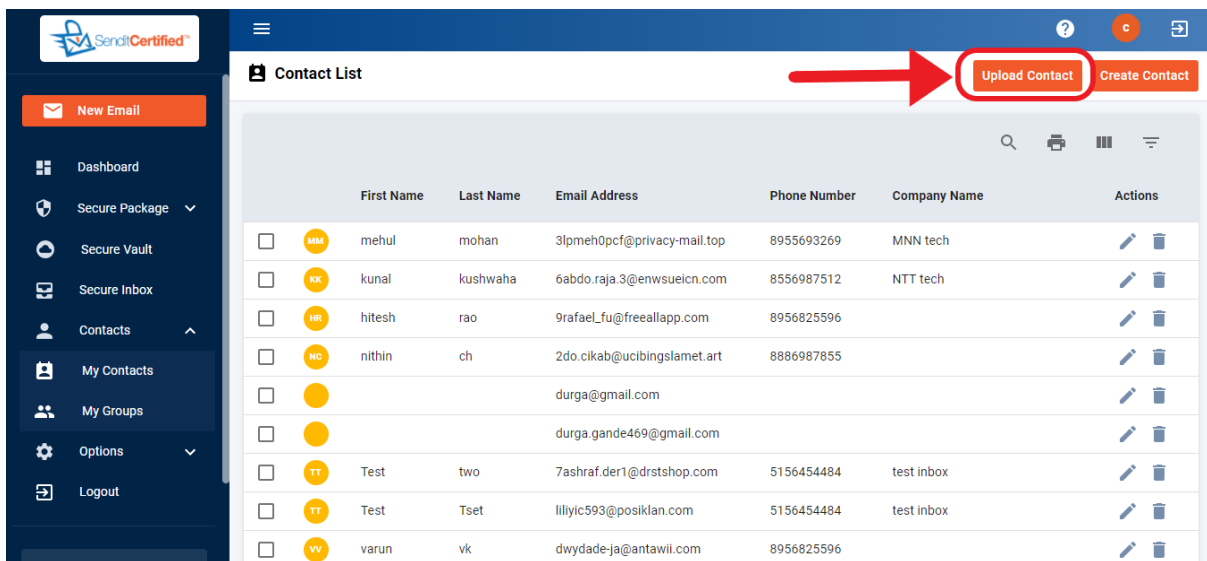 SenditCertified™
c
Contact List
Upload Contact
Create Contact
New Email
Dashboard
Secure Package
Secure Vault
Secure Inbox
Contacts
My Contacts
My Groups
Options
Logout
First Name Last Name Email Address Phone Number Company Name Actions
MM mehul mohan 3lpmeh0pcf@privacy-mail.top 8955693269 MNN tech
KK kunal kushwaha 6abdo.raja.3@enwsueicn.com 8556987512 NTT tech
HR hitesh rao 9rafael_fu@freeallapp.com 8956825596
NC nithin ch 2do.cikab@ucibingslamet.art 8886987855
durga@gmail.com
durga.gande469@gmail.com
TT Test two 7ashraf.der1@drstshop.com 5156454484 test inbox
TT Test Tset liliyic593@posiklan.com 5156454484 test inbox
VV varun vk dwydade-ja@antawii.com 8956825596